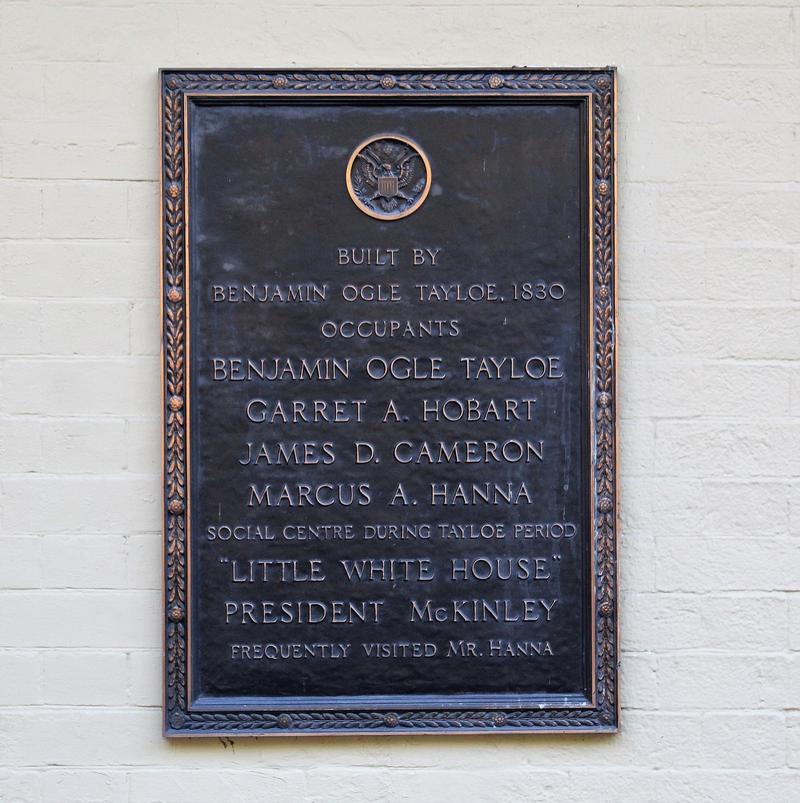 BUILT BY
BENJAMIN OGLE TAYLOE, 1830
OCCUPANTS
BENJAMIN OGLE TAYLOE
GARRET A. HOBART
JAMES D. CAMERON
MARCUS A. HANNA
SOCIAL CENTRE DURING TAYLOE PERIOD
"LITTLE WHITE HOUSE"
PRESIDENT McKINLEY
FREQUENTLY VISITED MR. HANNA